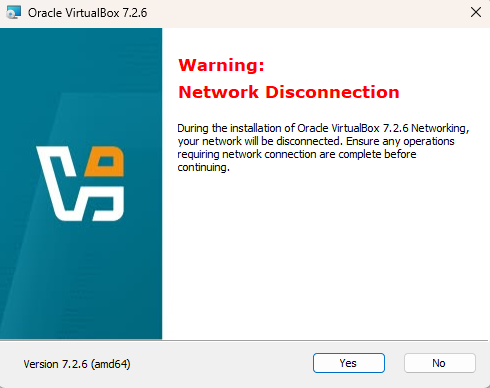 Oracle VirtualBox 7.2.6
Warning:
Network Disconnection
During the installation of Oracle VirtualBox 7.2.6 Networking,
your network will be disconnected. Ensure any operations
requiring network connection are complete before
continuing.
Version 7.2.6 (amd64)
Yes
No